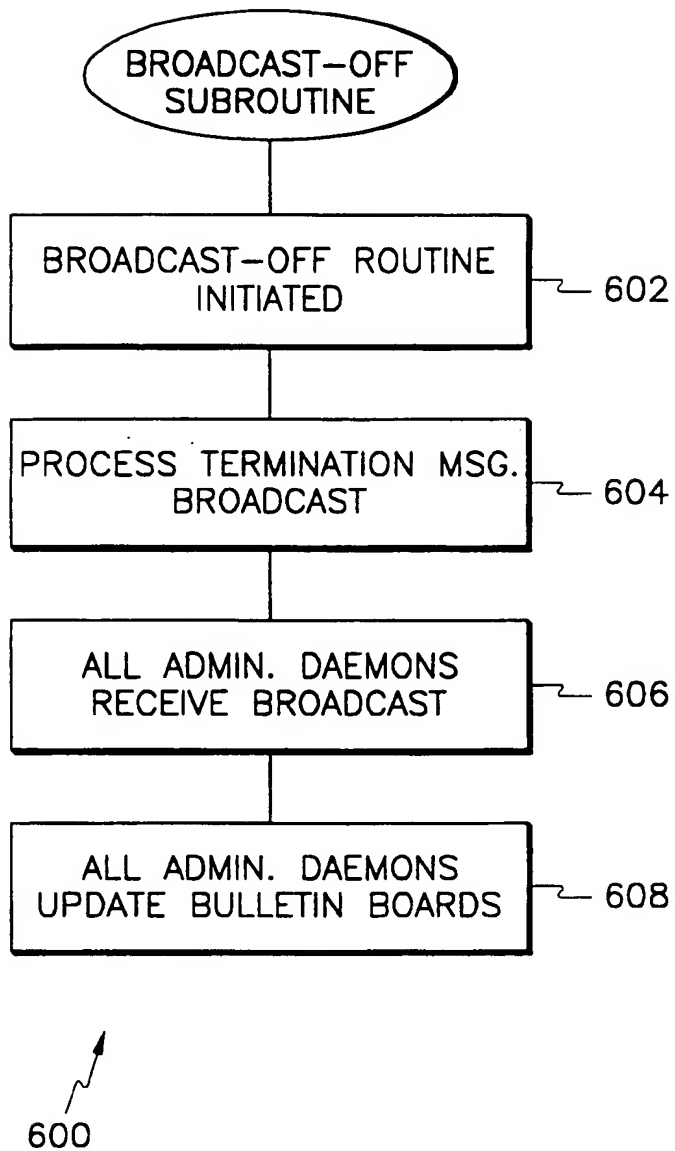 BROADCAST-OFF
SUBROUTINE
BROADCAST-OFF ROUTINE
INITIATED
602
PROCESS TERMINATION MSG.
BROADCAST
604
ALL ADMIN. DAEMONS
RECEIVE BROADCAST
606
ALL ADMIN. DAEMONS
UPDATE BULLETIN BOARDS
608
600